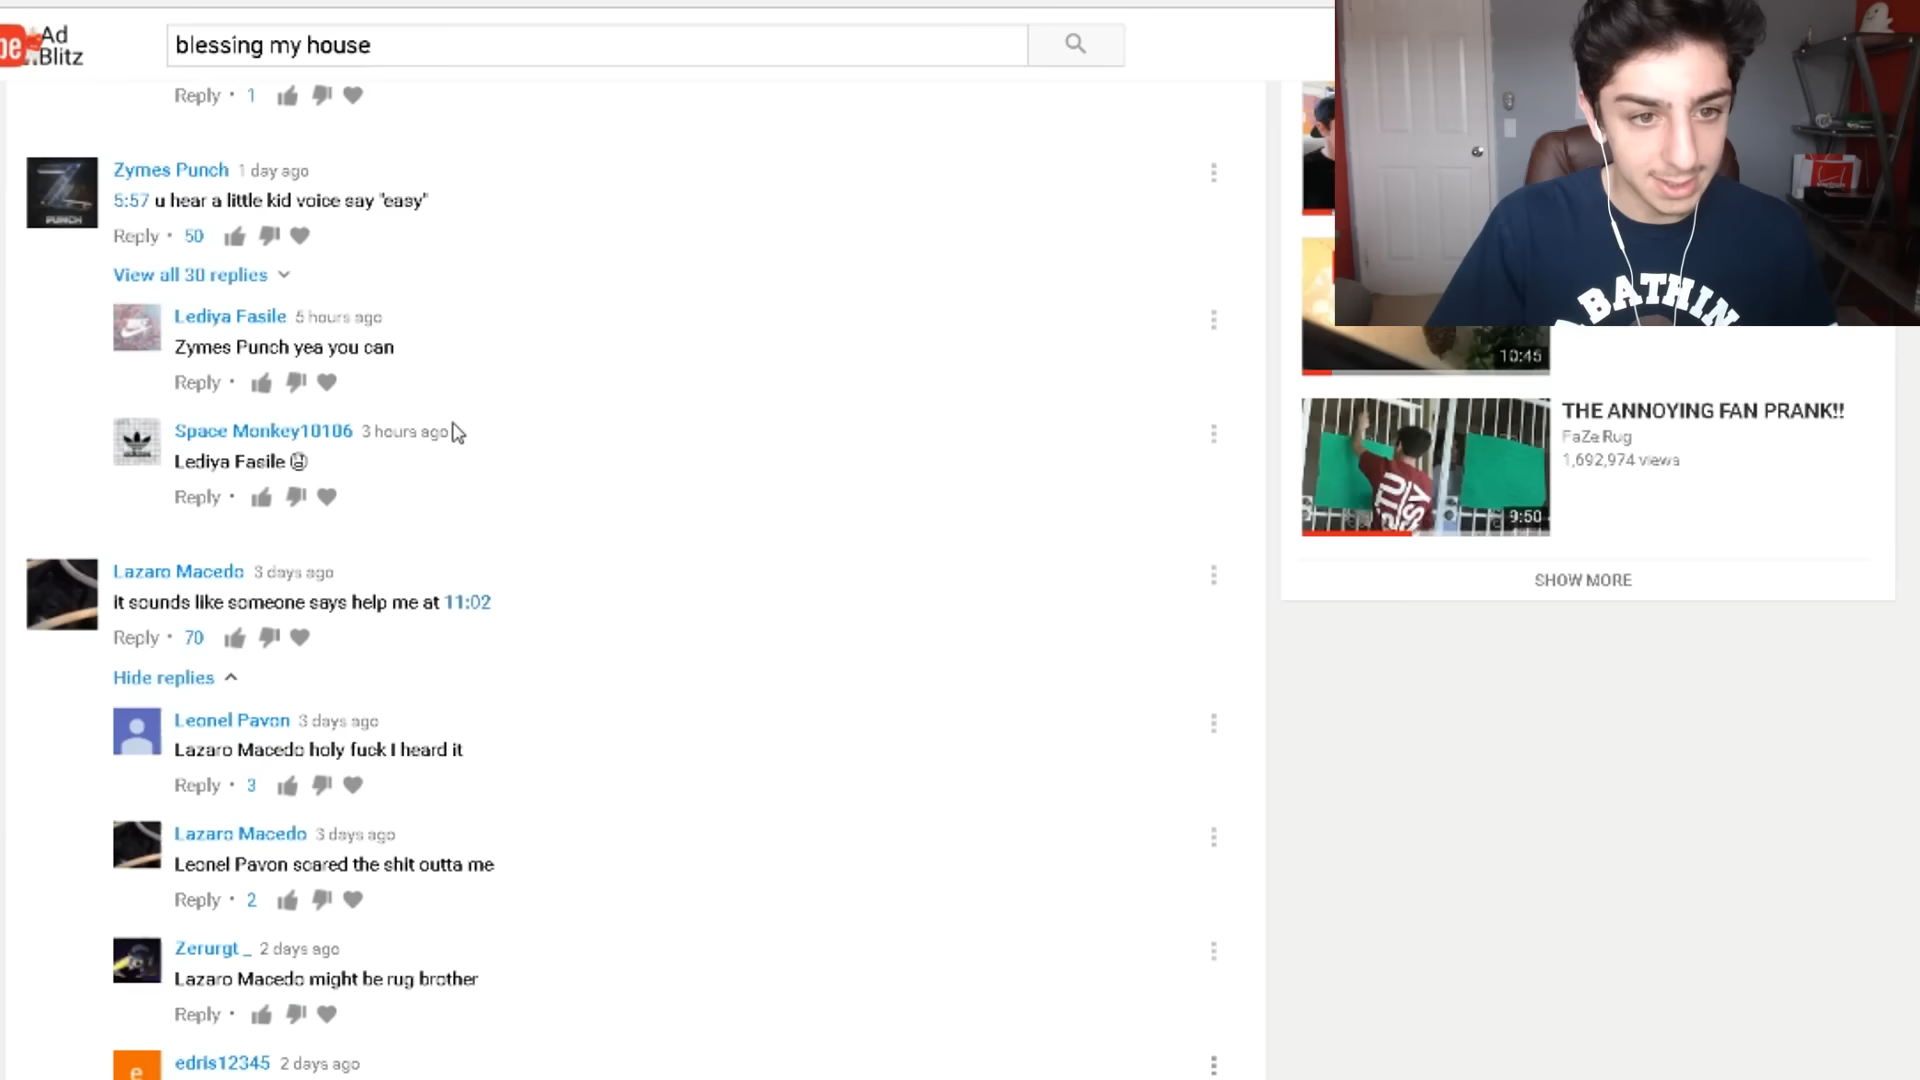 be Ad
Blitz
blessing my house
Reply • 1
Zymes Punch 1 day ago
5:57 u hear a little kid voice say "easy"
Reply • 50
View all 30 replies
Lediya Fasile 5 hours ago
Zymes Punch yea you can
Reply •
Space Monkey10106 3 hours ago
Lediya Fasile 😨
Reply •
Lazaro Macedo 3 days ago
It sounds like someone says help me at 11:02
Reply • 70
Hide replies
Leonel Pavon 3 days ago
Lazaro Macedo holy fuck I heard it
Reply • 3
Lazaro Macedo 3 days ago
Leonel Pavon scared the shit outta me
Reply • 2
Zerurgt _ 2 days ago
Lazaro Macedo might be rug brother
Reply •
e
edris12345 2 days ago
PUNCH
BATHIN
10:45
THE ANNOYING FAN PRANK!!
FaZe Rug
1,692,974 views
9:50
SHOW MORE